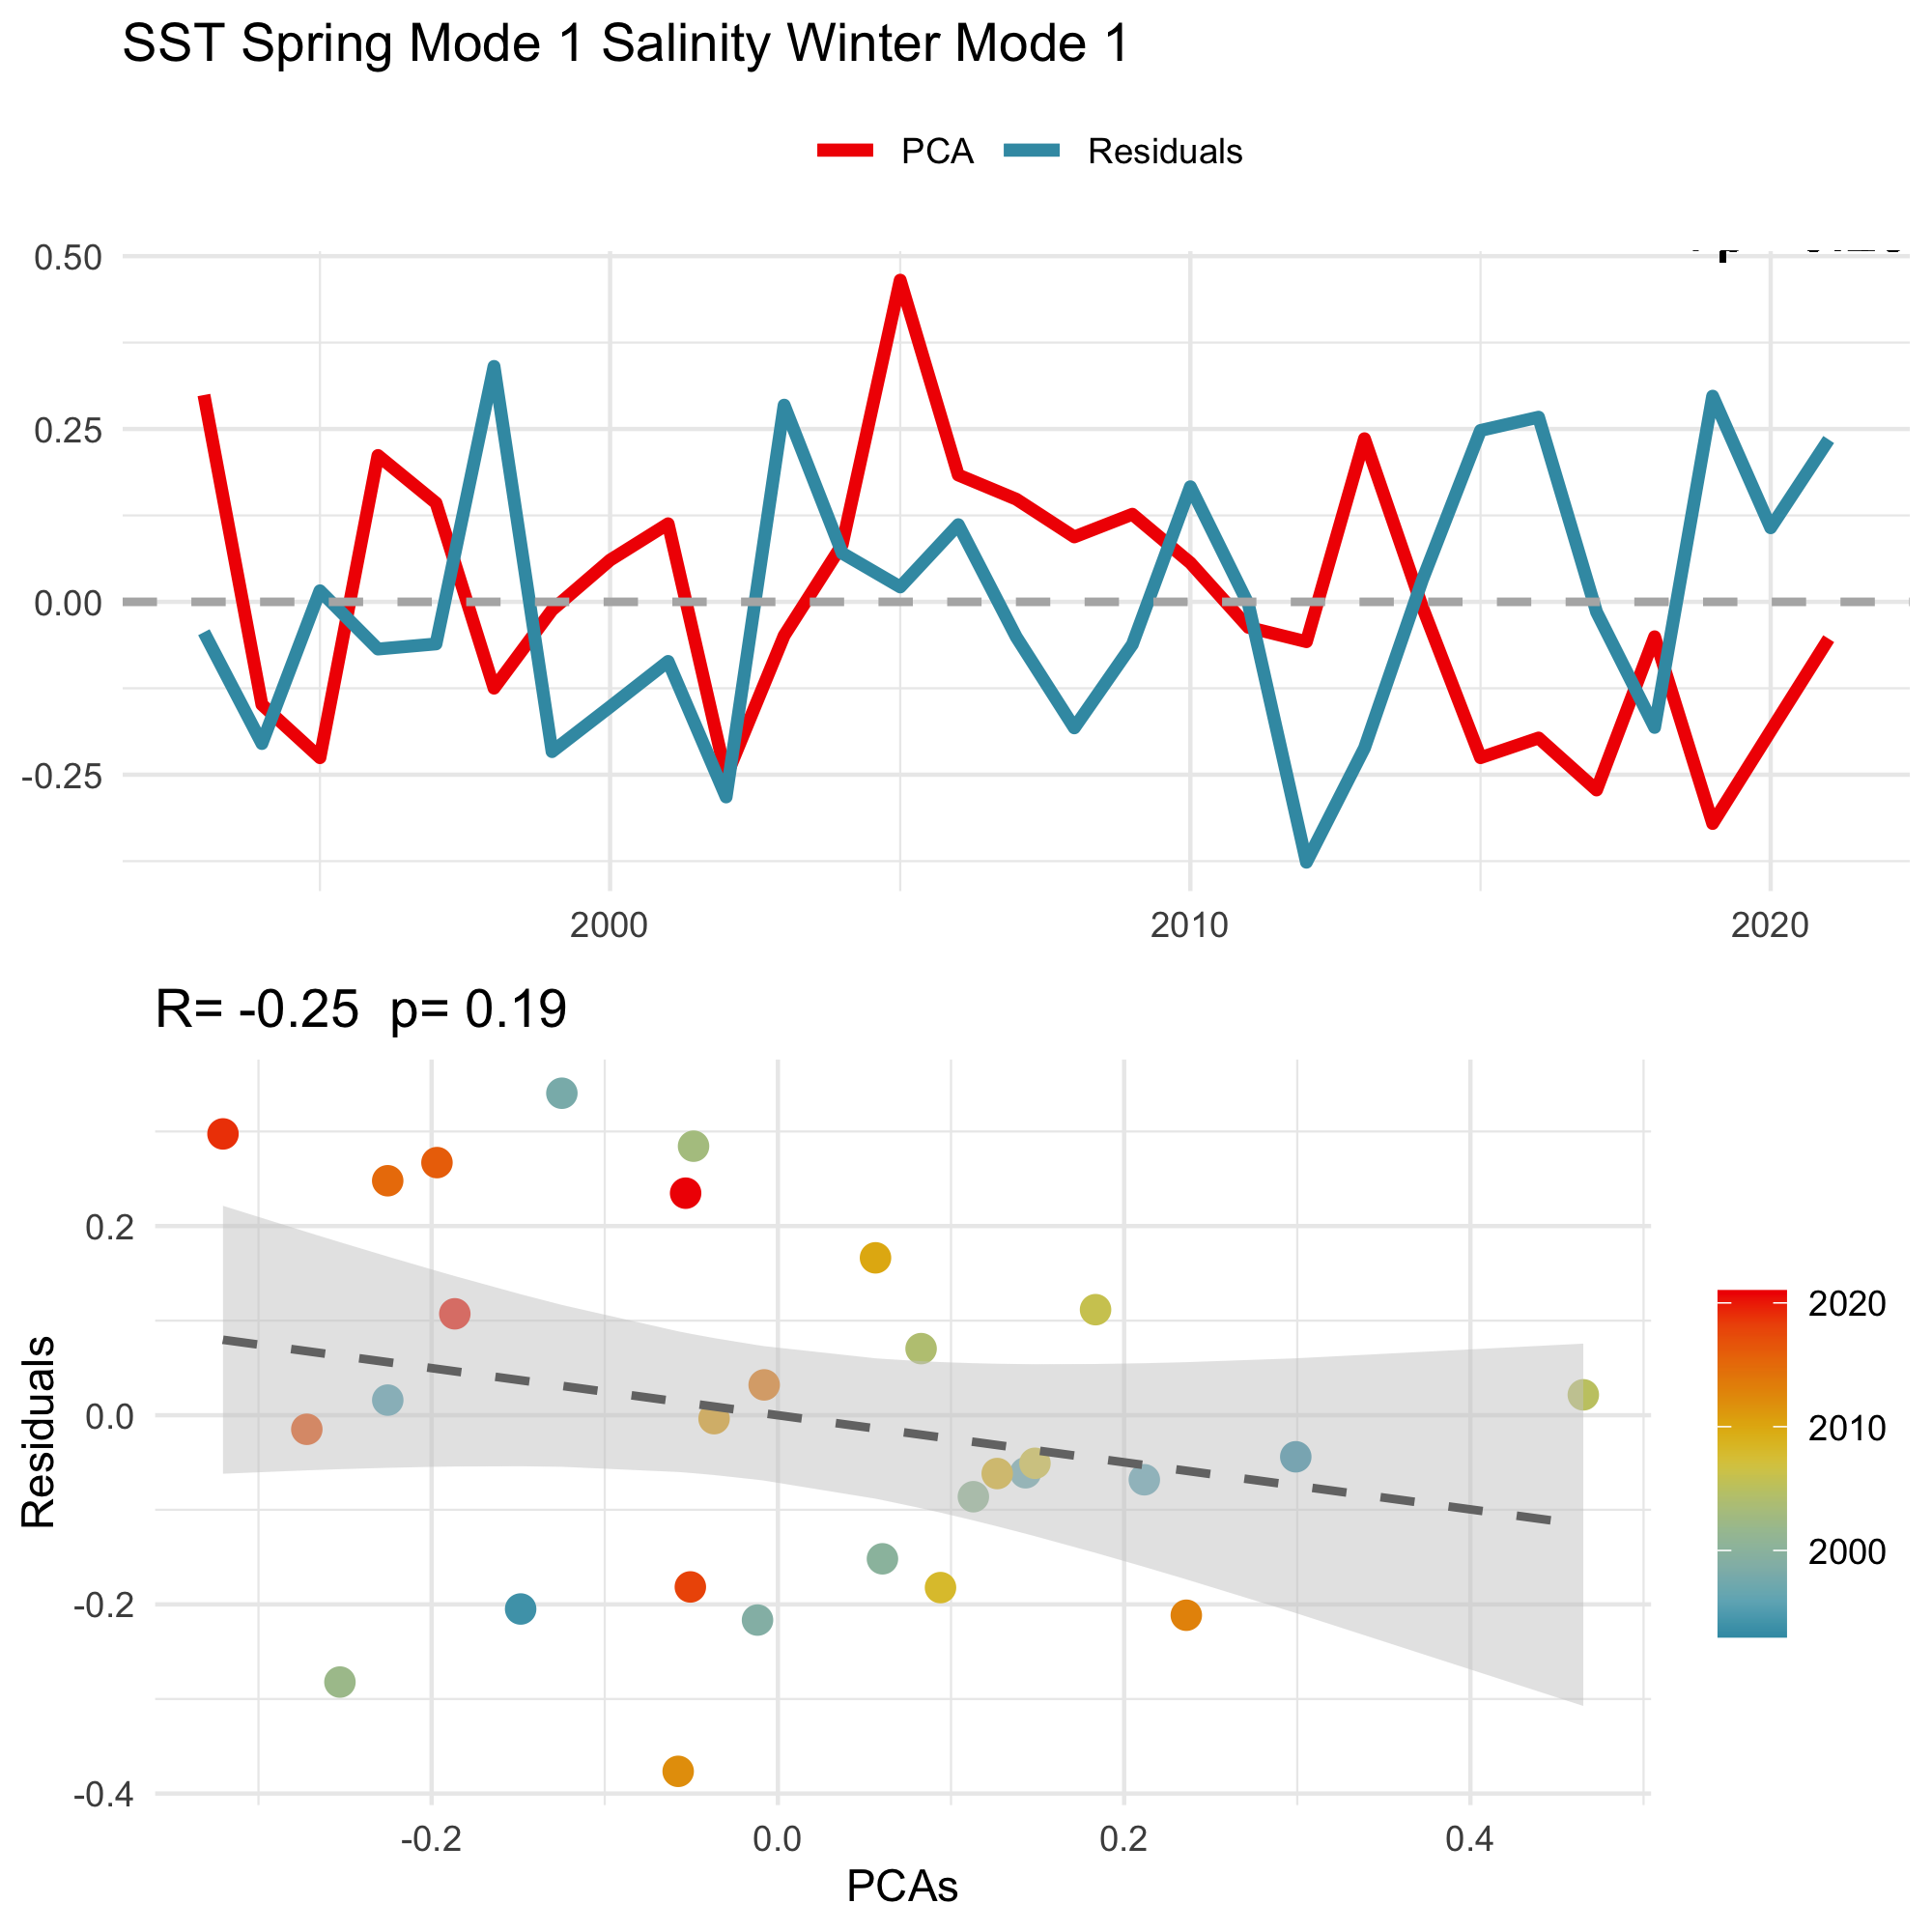 SST Spring Mode 1 Salinity Winter Mode 1
PCA Residuals
0.50
0.25
0.00
-0.25
2000 2010 2020
R= -0.25 p= 0.19
Residuals
0.2
0.0
-0.2
-0.4
-0.2 0.0 0.2 0.4
PCAs
2020
2010
2000